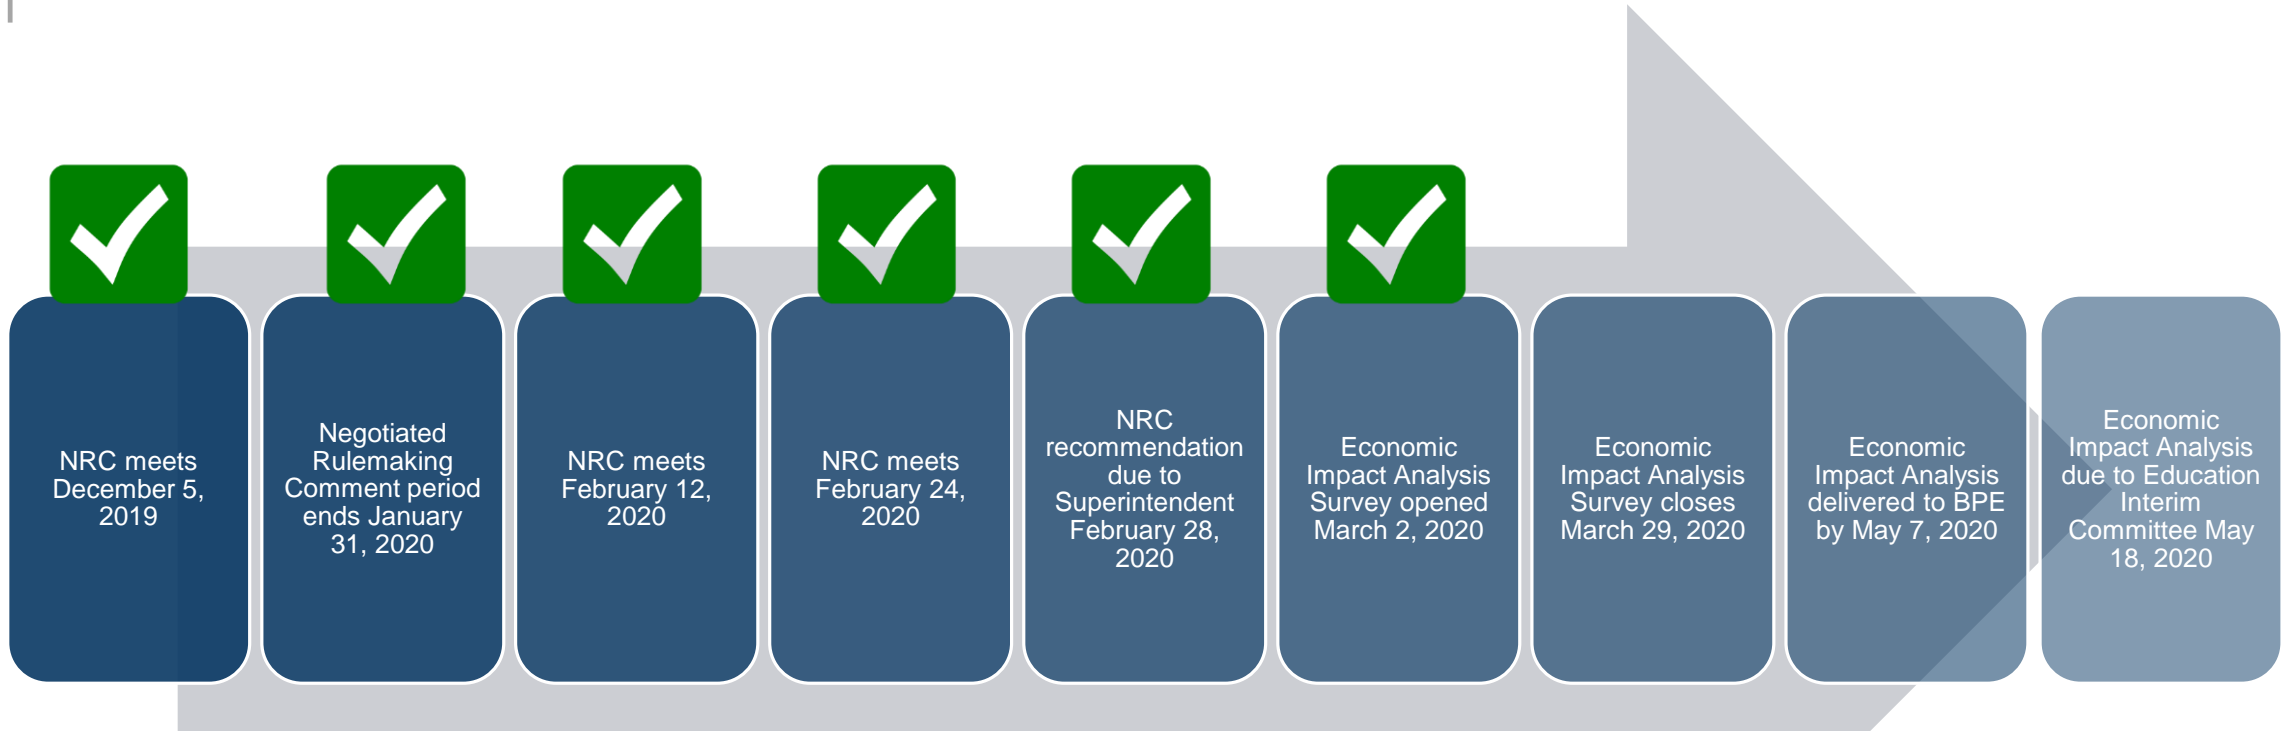 NRC meets
December 5,
2019
Negotiated
Rulemaking
Comment period
ends January
31, 2020
NRC meets
February 12,
2020
NRC meets
February 24,
2020
NRC
recommendation
due to
Superintendent
February 28,
2020
Economic
Impact Analysis
Survey opened
March 2, 2020
Economic
Impact Analysis
Survey closes
March 29, 2020
Economic
Impact Analysis
delivered to BPE
by May 7, 2020
Economic
Impact Analysis
due to Education
Interim
Committee May
18, 2020